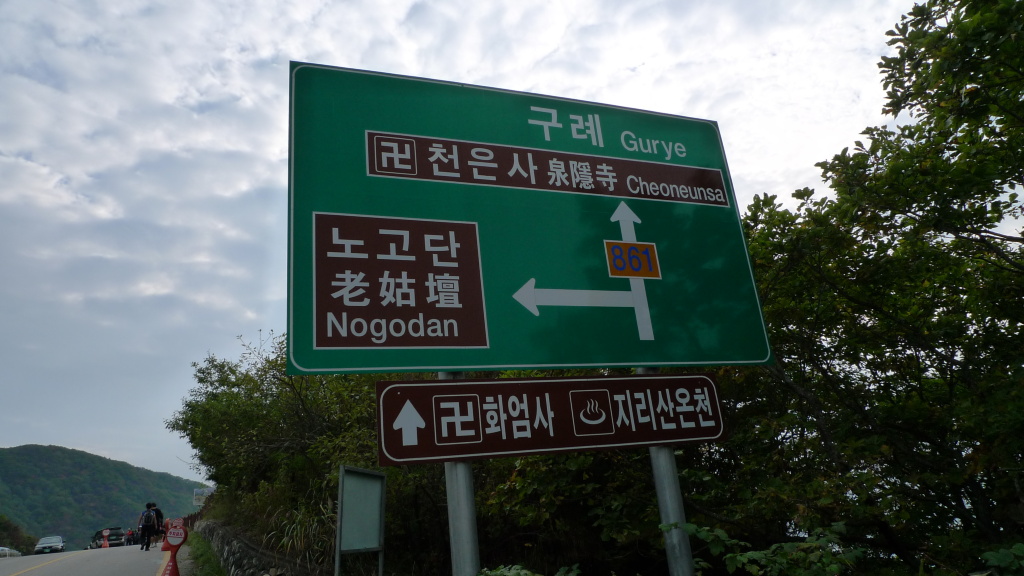 구례 Gurye
卍 천은사 泉隱寺 Cheoneunsa
861
노고단
老姑壇
Nogodan
卍 화엄사 지리산온천